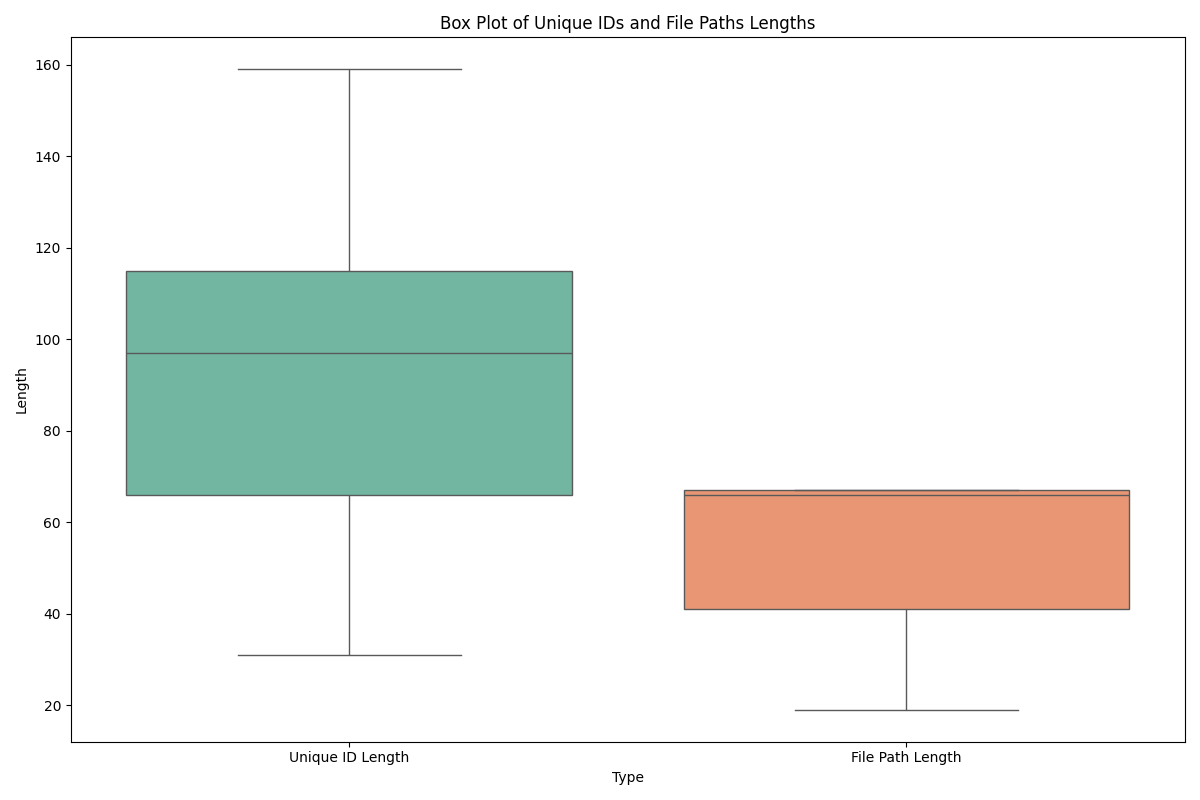 Box Plot of Unique IDs and File Paths Lengths
160
140
120
100
80
60
40
20
Length
Unique ID Length
File Path Length
Type